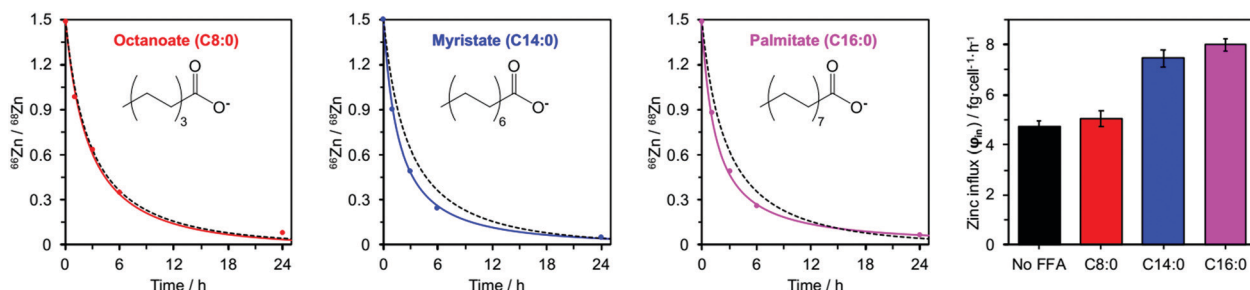 Octanoate (C8:0)
O
O-
3
1.5
1.2
0.9
0.6
0.3
0
⁶⁶Zn / ⁶⁸Zn
0 6 12 18 24
Time / h
Myristate (C14:0)
O
O-
6
1.5
1.2
0.9
0.6
0.3
0
⁶⁶Zn / ⁶⁸Zn
0 6 12 18 24
Time / h
Palmitate (C16:0)
O
O-
7
1.5
1.2
0.9
0.6
0.3
0
⁶⁶Zn / ⁶⁸Zn
0 6 12 18 24
Time / h
Zinc influx (φin) / fg·cell⁻¹·h⁻¹
8
6
4
2
0
No FFA C8:0 C14:0 C16:0